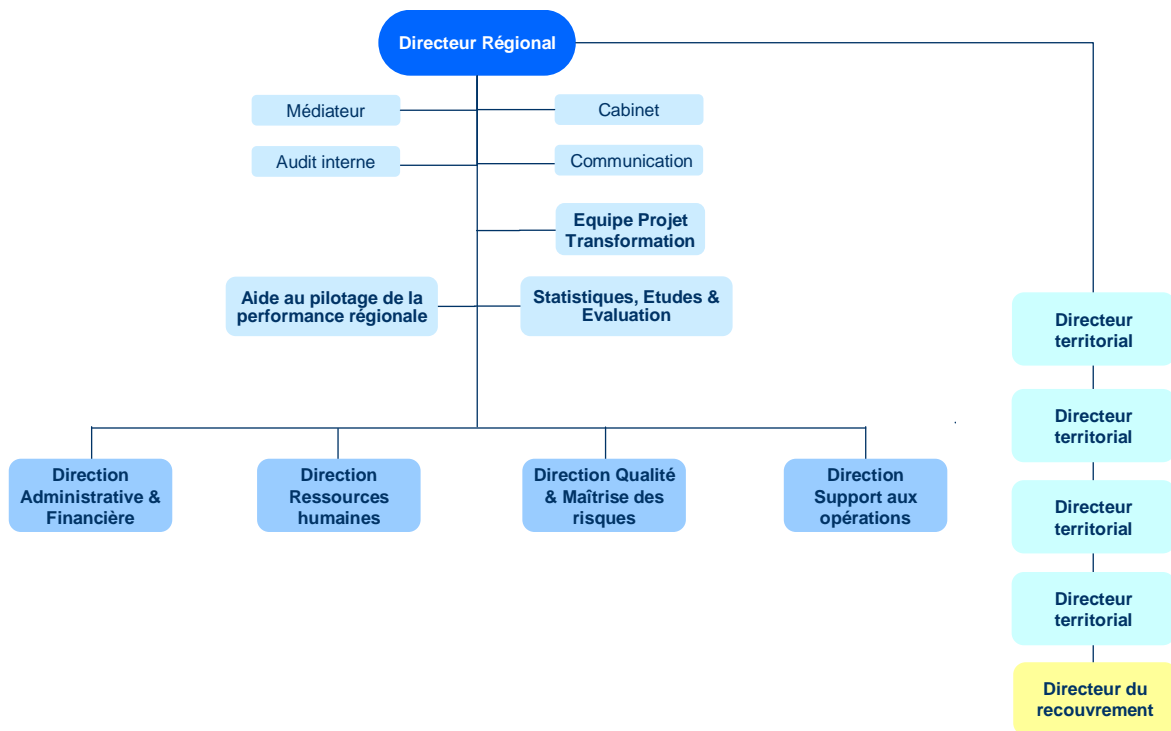 Directeur Régional
Médiateur
Cabinet
Audit interne
Communication
Equipe Projet
Transformation
Aide au pilotage de la
performance régionale
Statistiques, Etudes &
Evaluation
Directeur
territorial
Directeur
territorial
Directeur
territorial
Directeur
territorial
Directeur du
recouvrement
Direction
Administrative &
Financière
Direction
Ressources
humaines
Direction Qualité
& Maîtrise des
risques
Direction
Support aux
opérations